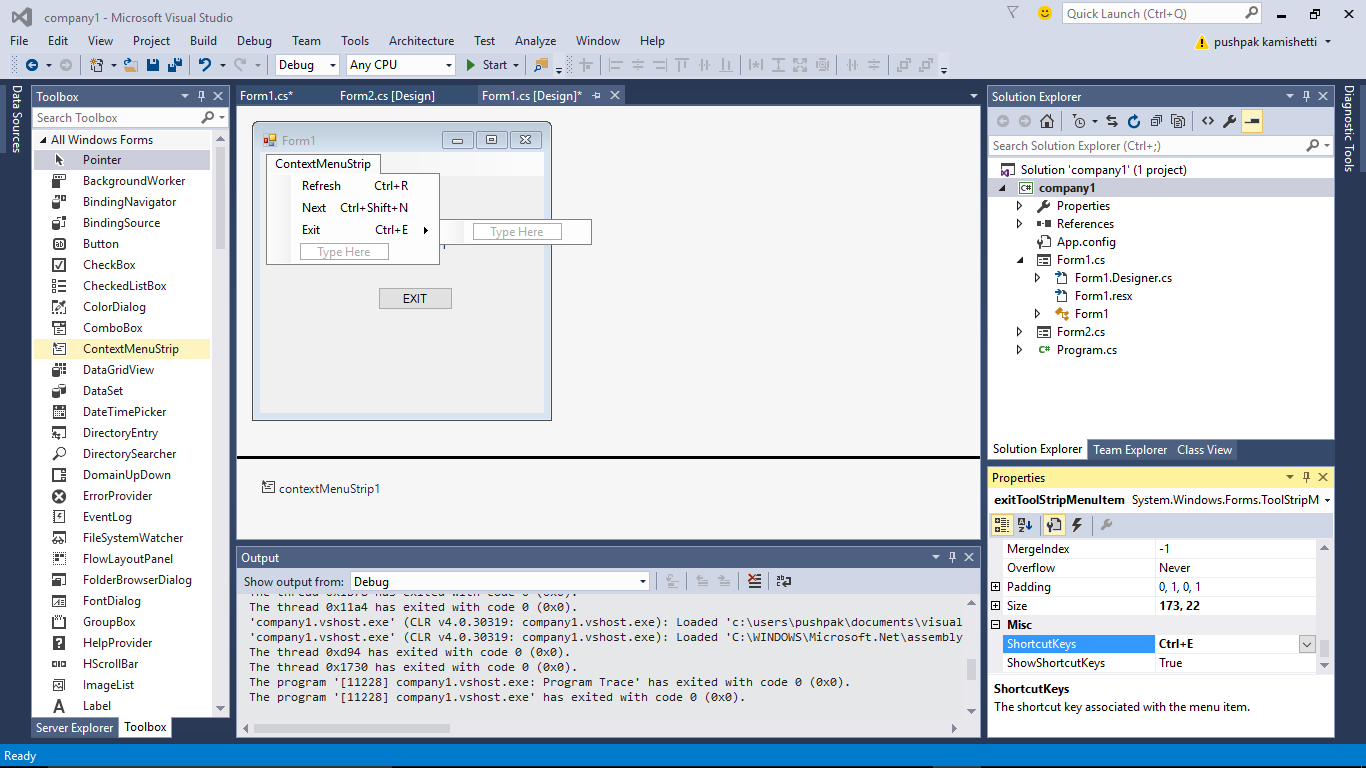 company1 - Microsoft Visual Studio
Quick Launch (Ctrl+Q)
File Edit View Project Build Debug Team Tools Architecture Test Analyze Window Help
pushpak kamishetti
Debug Any CPU Start
Data Sources
Toolbox
Search Toolbox
All Windows Forms
Pointer
BackgroundWorker
BindingNavigator
BindingSource
Button
CheckBox
CheckedListBox
ColorDialog
ComboBox
ContextMenuStrip
DataGridView
DataSet
DateTimePicker
DirectoryEntry
DirectorySearcher
DomainUpDown
ErrorProvider
EventLog
FileSystemWatcher
FlowLayoutPanel
FolderBrowserDialog
FontDialog
GroupBox
HelpProvider
HScrollBar
ImageList
Label
Server Explorer Toolbox
Form1.cs* Form2.cs [Design] Form1.cs [Design]*
Form1
ContextMenuStrip
Refresh Ctrl+R
Next Ctrl+Shift+N
Exit Ctrl+E
Type Here
Type Here
EXIT
contextMenuStrip1
Output
Show output from: Debug
The thread 0x11a4 has exited with code 0 (0x0).
'company1.vshost.exe' (CLR v4.0.30319: company1.vshost.exe): Loaded 'c:\users\pushpak\documents\visual
'company1.vshost.exe' (CLR v4.0.30319: company1.vshost.exe): Loaded 'C:\WINDOWS\Microsoft.Net\assembly
The thread 0xd94 has exited with code 0 (0x0).
The thread 0x1730 has exited with code 0 (0x0).
The program '[11228] company1.vshost.exe: Program Trace' has exited with code 0 (0x0).
The program '[11228] company1.vshost.exe' has exited with code 0 (0x0).
Solution Explorer
Search Solution Explorer (Ctrl+;)
Solution 'company1' (1 project)
company1
Properties
References
App.config
Form1.cs
Form1.Designer.cs
Form1.resx
Form1
Form2.cs
Program.cs
Solution Explorer Team Explorer Class View
Properties
exitToolStripMenuItem System.Windows.Forms.ToolStripM
MergeIndex -1
Overflow Never
Padding 0, 1, 0, 1
Size 173, 22
Misc
ShortcutKeys Ctrl+E
ShowShortcutKeys True
ShortcutKeys
The shortcut key associated with the menu item.
Diagnostic Tools
Ready